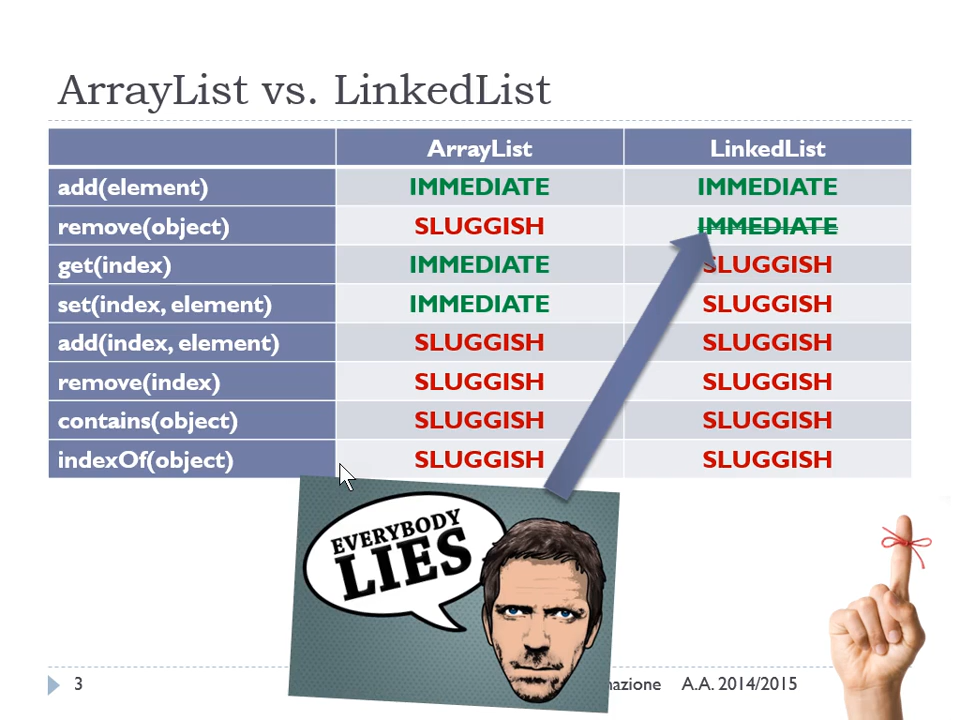 ArrayList vs. LinkedList
ArrayList LinkedList
add(element) IMMEDIATE IMMEDIATE
remove(object) SLUGGISH IMMEDIATE
get(index) IMMEDIATE SLUGGISH
set(index, element) IMMEDIATE SLUGGISH
add(index, element) SLUGGISH SLUGGISH
remove(index) SLUGGISH SLUGGISH
contains(object) SLUGGISH SLUGGISH
indexOf(object) SLUGGISH SLUGGISH
EVERYBODY
LIES
3 A.A. 2014/2015